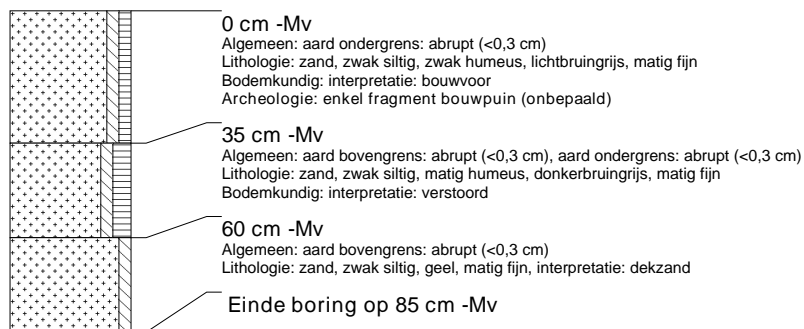 0 cm -Mv
Algemeen: aard ondergrens: abrupt (<0,3 cm)
Lithologie: zand, zwak siltig, zwak humeus, lichtbruingrijs, matig fijn
Bodemkundig: interpretatie: bouwvoor
Archeologie: enkel fragment bouwpuin (onbepaald)
35 cm -Mv
Algemeen: aard bovengrens: abrupt (<0,3 cm), aard ondergrens: abrupt (<0,3 cm)
Lithologie: zand, zwak siltig, matig humeus, donkerbruingrijs, matig fijn
Bodemkundig: interpretatie: verstoord
60 cm -Mv
Algemeen: aard bovengrens: abrupt (<0,3 cm)
Lithologie: zand, zwak siltig, geel, matig fijn, interpretatie: dekzand
Einde boring op 85 cm -Mv